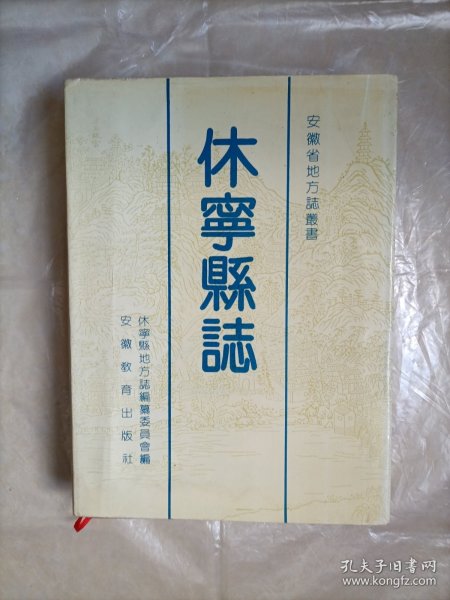 安徽省地方誌叢書
休寧縣誌
休寧縣地方誌編纂委員會編
安徽教育出版社
孔夫子旧书网
www.kongfz.com